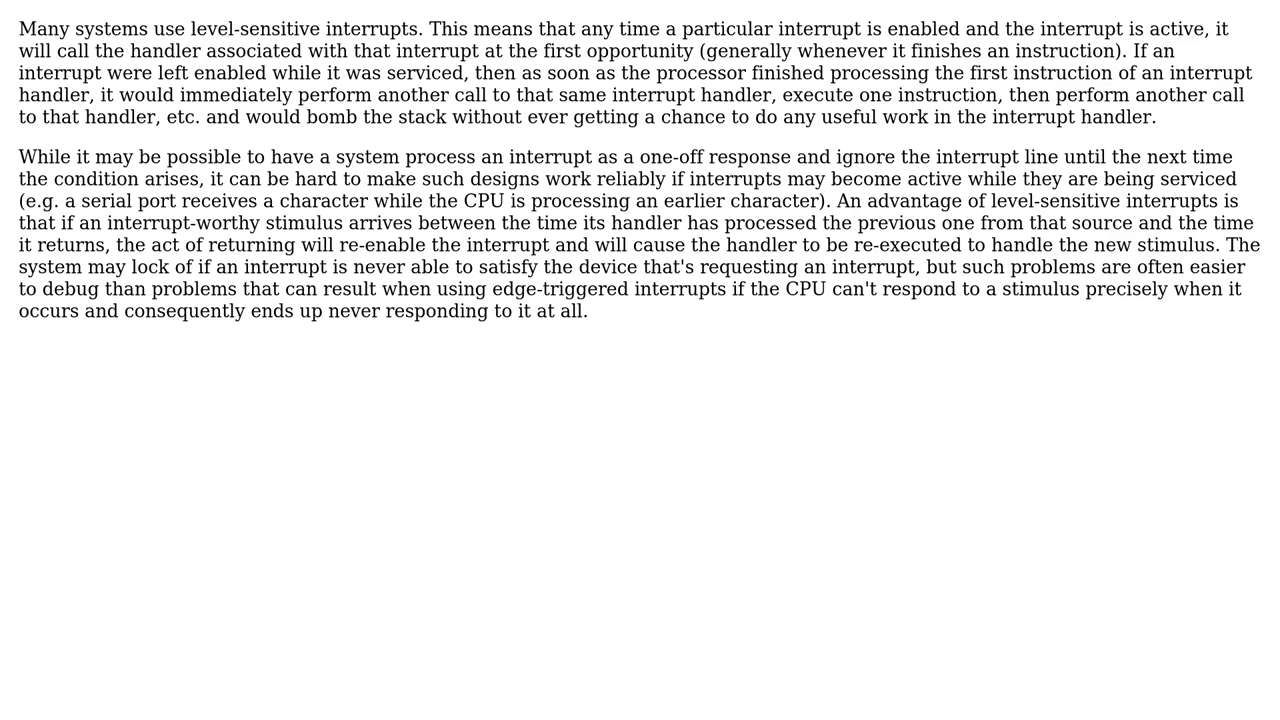 Many systems use level-sensitive interrupts. This means that any time a particular interrupt is enabled and the interrupt is active, it
will call the handler associated with that interrupt at the first opportunity (generally whenever it finishes an instruction). If an
interrupt were left enabled while it was serviced, then as soon as the processor finished processing the first instruction of an interrupt
handler, it would immediately perform another call to that same interrupt handler, execute one instruction, then perform another call
to that handler, etc. and would bomb the stack without ever getting a chance to do any useful work in the interrupt handler.
While it may be possible to have a system process an interrupt as a one-off response and ignore the interrupt line until the next time
the condition arises, it can be hard to make such designs work reliably if interrupts may become active while they are being serviced
(e.g. a serial port receives a character while the CPU is processing an earlier character). An advantage of level-sensitive interrupts is
that if an interrupt-worthy stimulus arrives between the time its handler has processed the previous one from that source and the time
it returns, the act of returning will re-enable the interrupt and will cause the handler to be re-executed to handle the new stimulus. The
system may lock of if an interrupt is never able to satisfy the device that's requesting an interrupt, but such problems are often easier
to debug than problems that can result when using edge-triggered interrupts if the CPU can't respond to a stimulus precisely when it
occurs and consequently ends up never responding to it at all.